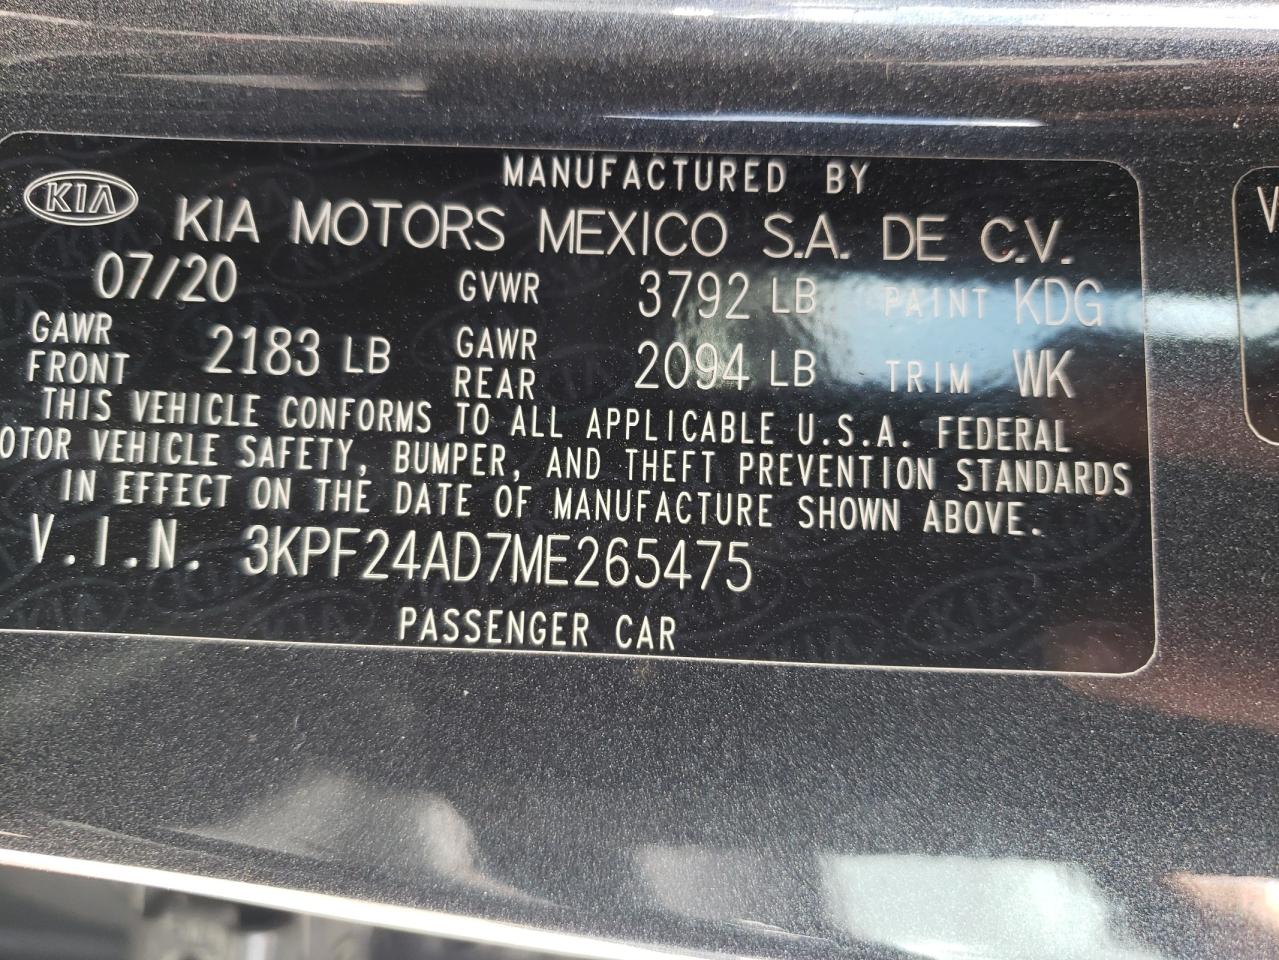 MANUFACTURED BY
KIA KIA MOTORS MEXICO S.A. DE C.V.
07/20 GVWR 3792 LB PAINT KDG
GAWR FRONT 2183 LB GAWR REAR 2094 LB TRIM WK
THIS VEHICLE CONFORMS TO ALL APPLICABLE U.S.A. FEDERAL
OTOR VEHICLE SAFETY, BUMPER, AND THEFT PREVENTION STANDARDS
IN EFFECT ON THE DATE OF MANUFACTURE SHOWN ABOVE.
V.I.N. 3KPF24AD7ME265475
PASSENGER CAR
V